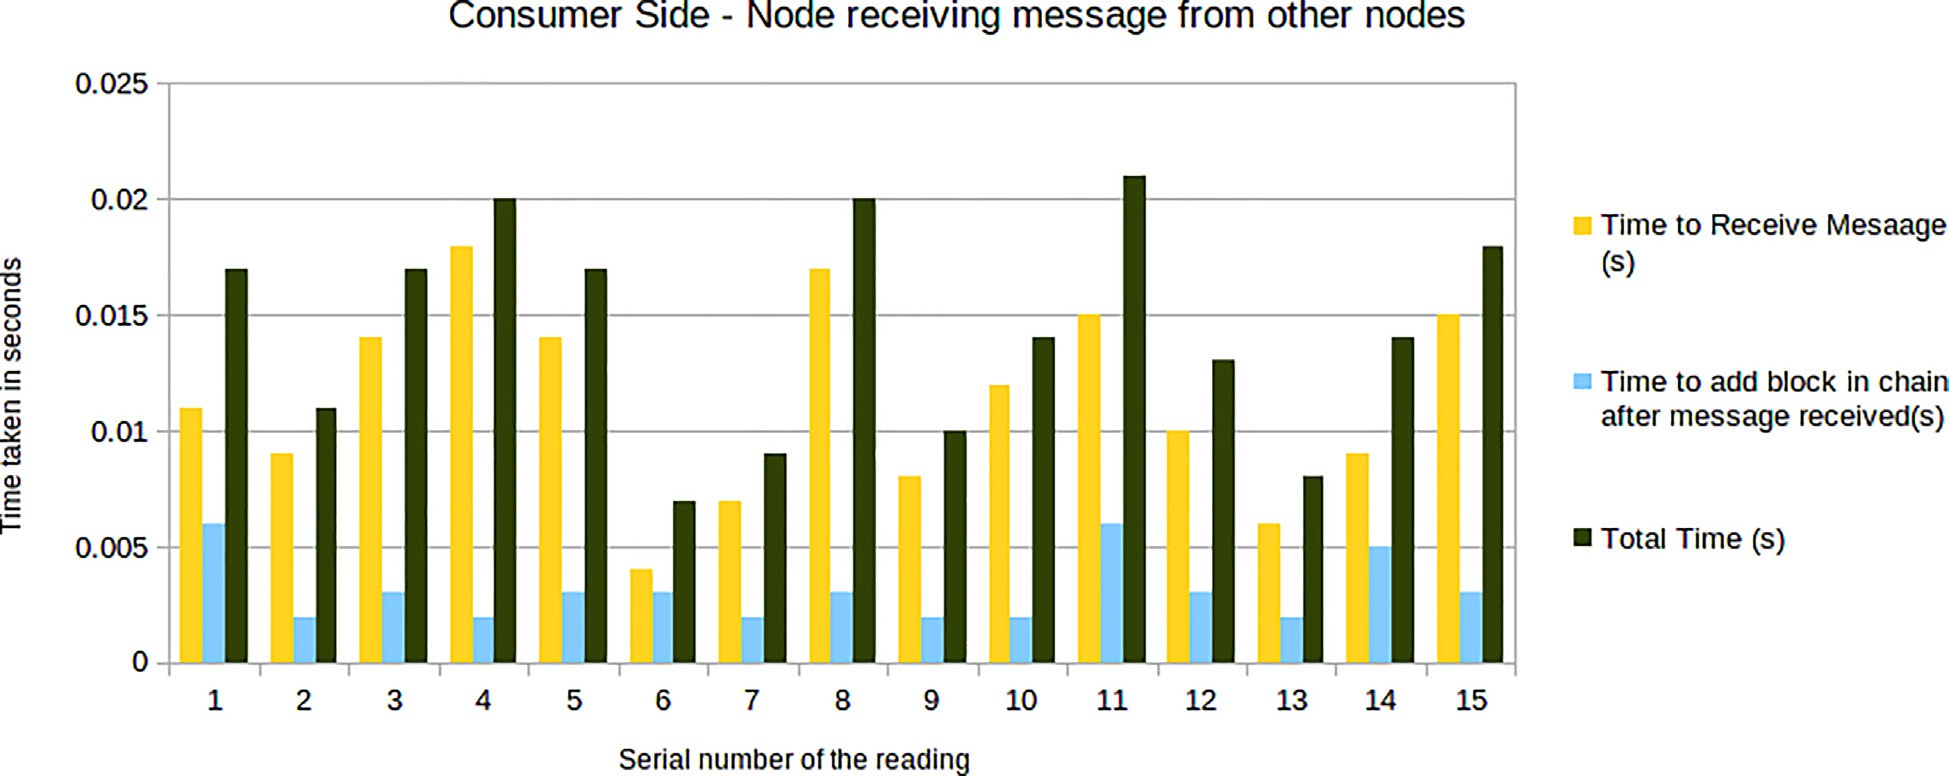 Consumer Side - Node receiving message from other nodes
Time taken in seconds
0.025
0.02
0.015
0.01
0.005
0
1 2 3 4 5 6 7 8 9 10 11 12 13 14 15
Serial number of the reading
Time to Receive Mesaage
(s)
Time to add block in chain
after message received(s)
Total Time (s)